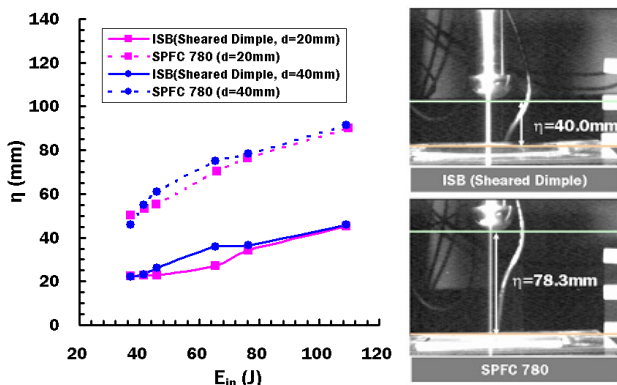 140
120
100
80
60
40
20
0
η (mm)
ISB(Sheared Dimple, d=20mm)
SPFC 780 (d=20mm)
ISB(Sheared Dimple, d=40mm)
SPFC 780 (d=40mm)
20 40 60 80 100 120
E_in (J)
η=40.0mm
ISB (Sheared Dimple)
η=78.3mm
SPFC 780